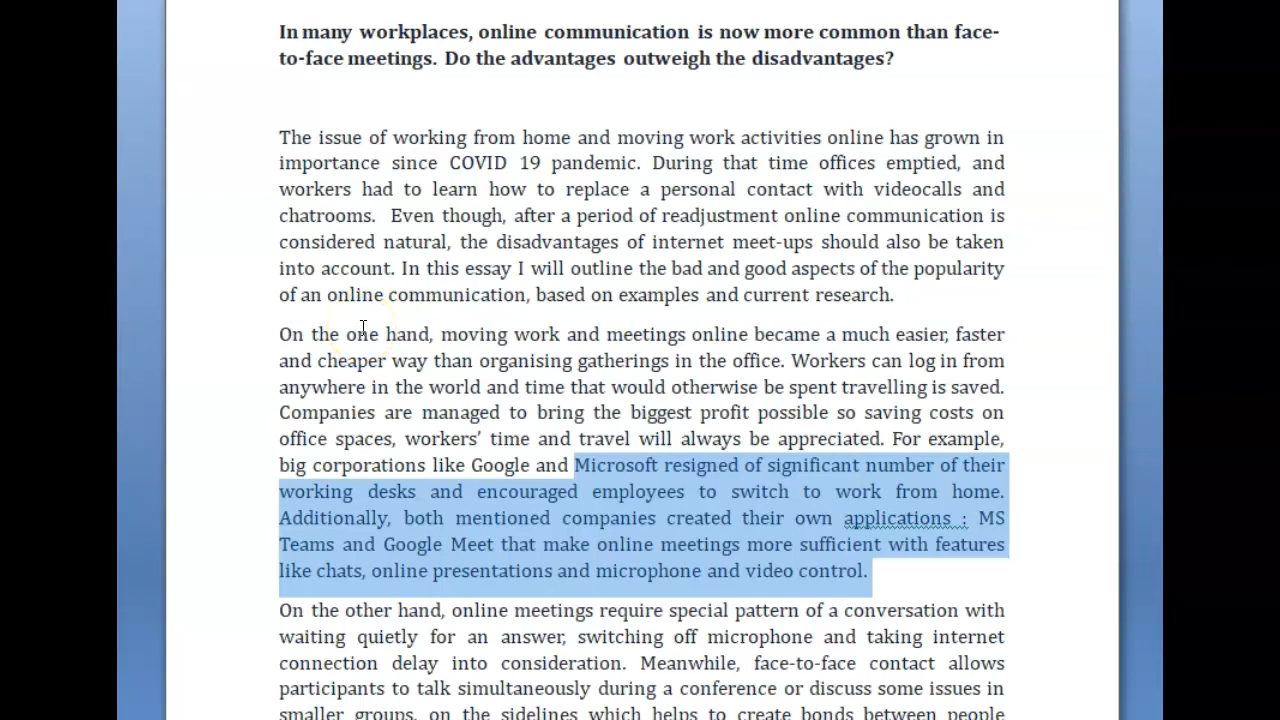 In many workplaces, online communication is now more common than face-
to-face meetings. Do the advantages outweigh the disadvantages?
The issue of working from home and moving work activities online has grown in
importance since COVID 19 pandemic. During that time offices emptied, and
workers had to learn how to replace a personal contact with videocalls and
chatrooms. Even though, after a period of readjustment online communication is
considered natural, the disadvantages of internet meet-ups should also be taken
into account. In this essay I will outline the bad and good aspects of the popularity
of an online communication, based on examples and current research.
On the one hand, moving work and meetings online became a much easier, faster
and cheaper way than organising gatherings in the office. Workers can log in from
anywhere in the world and time that would otherwise be spent travelling is saved.
Companies are managed to bring the biggest profit possible so saving costs on
office spaces, workers’ time and travel will always be appreciated. For example,
big corporations like Google and Microsoft resigned of significant number of their
working desks and encouraged employees to switch to work from home.
Additionally, both mentioned companies created their own applications : MS
Teams and Google Meet that make online meetings more sufficient with features
like chats, online presentations and microphone and video control.
On the other hand, online meetings require special pattern of a conversation with
waiting quietly for an answer, switching off microphone and taking internet
connection delay into consideration. Meanwhile, face-to-face contact allows
participants to talk simultaneously during a conference or discuss some issues in
smaller groups, on the sidelines which helps to create bonds between people